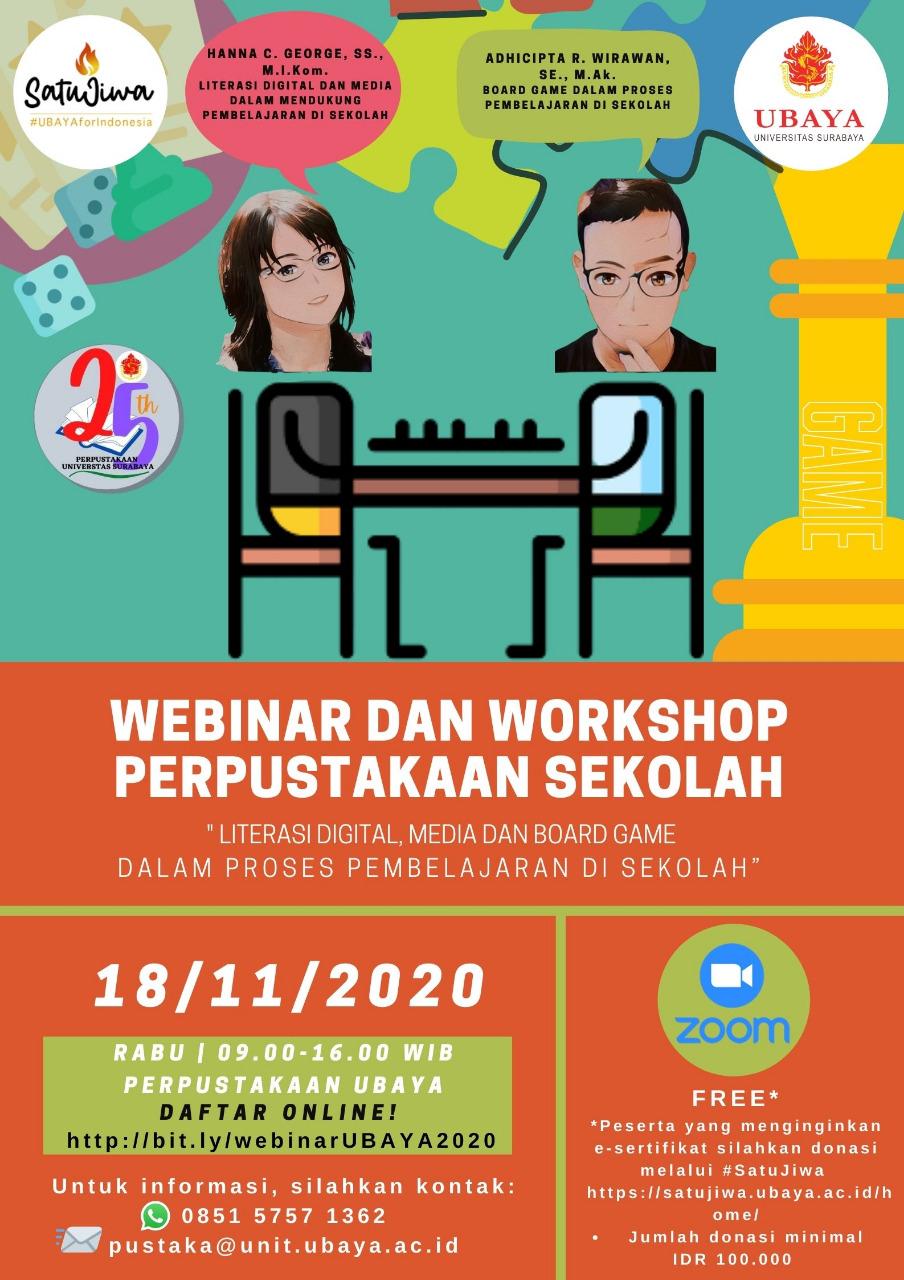 SatuJiwa
#UBAYAforIndonesia
HANNA C. GEORGE, SS.,
M.I.Kom.
LITERASI DIGITAL DAN MEDIA
DALAM MENDUKUNG
PEMBELAJARAN DI SEKOLAH
ADHICIPTA R. WIRAWAN,
SE., M.Ak.
BOARD GAME DALAM PROSES
PEMBELAJARAN DI SEKOLAH
UBAYA
UNIVERSITAS SURABAYA
25th
PERPUSTAKAAN
UNIVERSTAS SURABAYA
GAME
WEBINAR DAN WORKSHOP
PERPUSTAKAAN SEKOLAH
" LITERASI DIGITAL, MEDIA DAN BOARD GAME
DALAM PROSES PEMBELAJARAN DI SEKOLAH”
18/11/2020
RABU | 09.00-16.00 WIB
PERPUSTAKAAN UBAYA
DAFTAR ONLINE!
http://bit.ly/webinarUBAYA2020
Untuk informasi, silahkan kontak:
0851 5757 1362
pustaka@unit.ubaya.ac.id
zoom
FREE*
*Peserta yang menginginkan
e-sertifikat silahkan donasi
melalui #SatuJiwa
https://satujiwa.ubaya.ac.id/h
ome/
• Jumlah donasi minimal
IDR 100.000